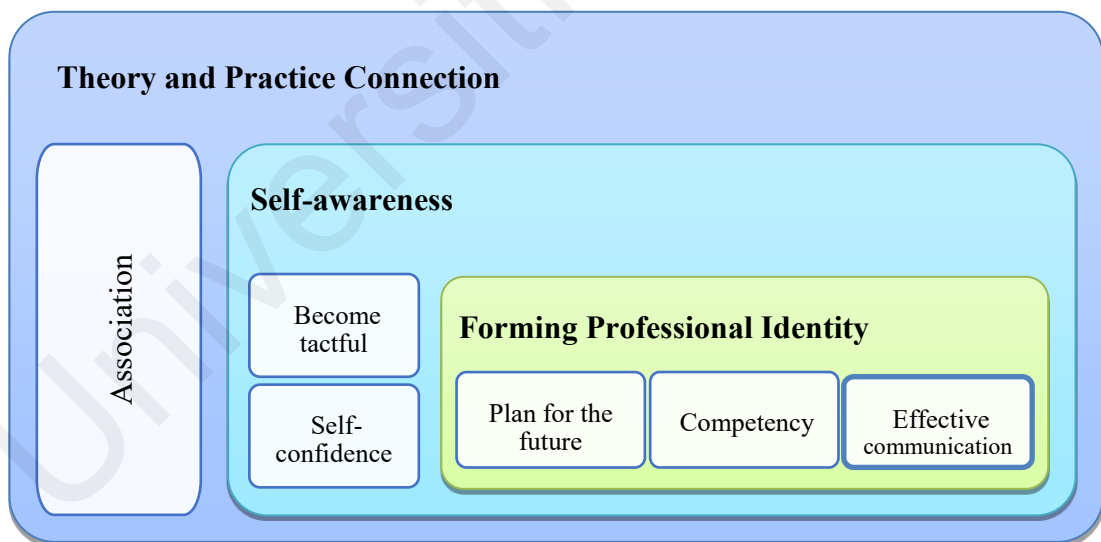 Theory and Practice Connection
Association
Self-awareness
Become
tactful
Self-
confidence
Forming Professional Identity
Plan for the
future
Competency
Effective
communication